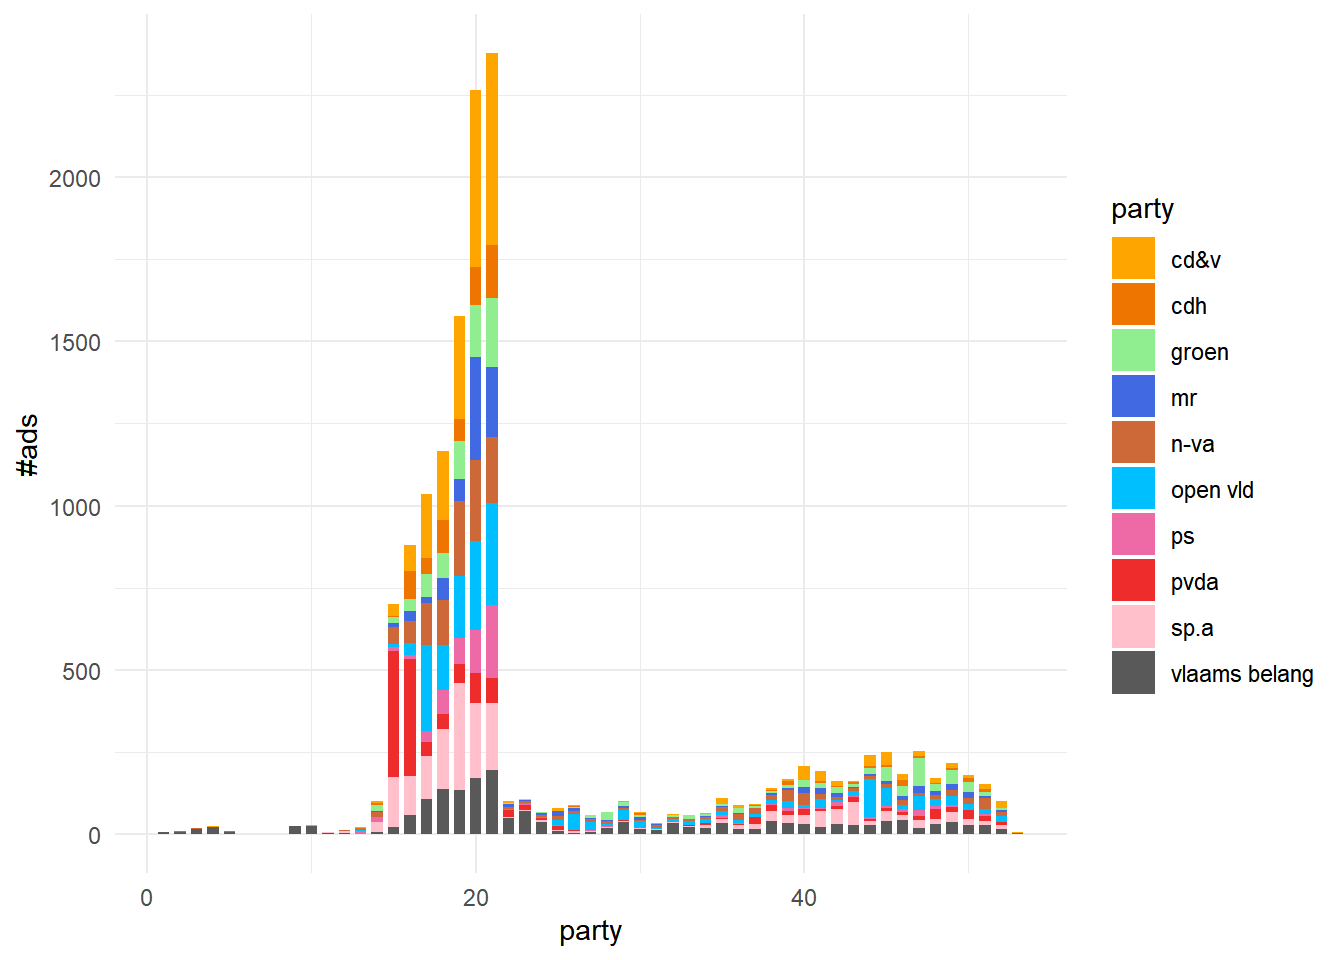 2000
1500
1000
500
0
#ads
0
20
40
party
party
cd&v
cdh
groen
mr
n-va
open vld
ps
pvda
sp.a
vlaams belang